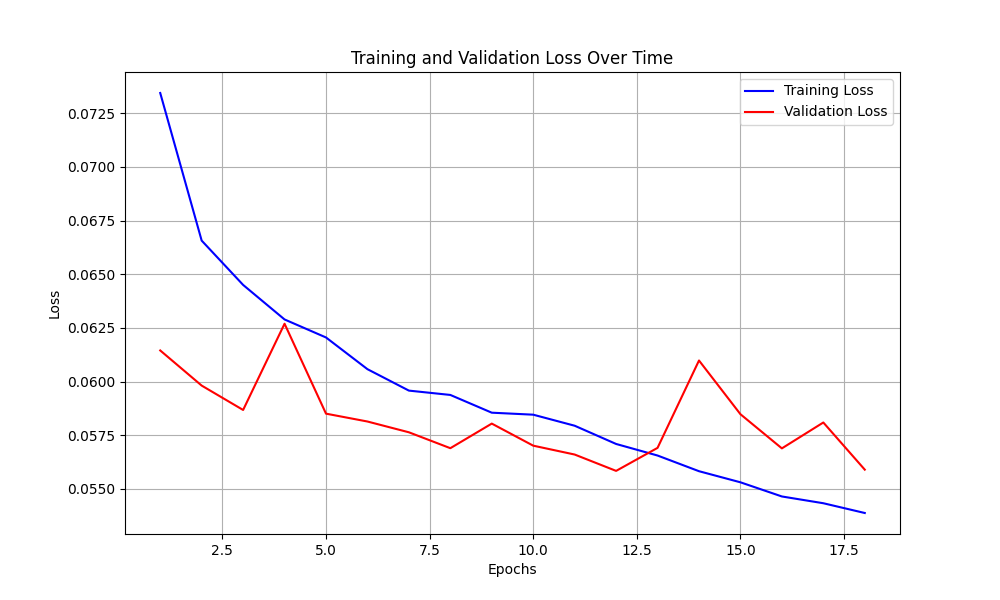 Training and Validation Loss Over Time
Training Loss
Validation Loss
0.0725
0.0700
0.0675
0.0650
0.0625
0.0600
0.0575
0.0550
Loss
2.5 5.0 7.5 10.0 12.5 15.0 17.5
Epochs